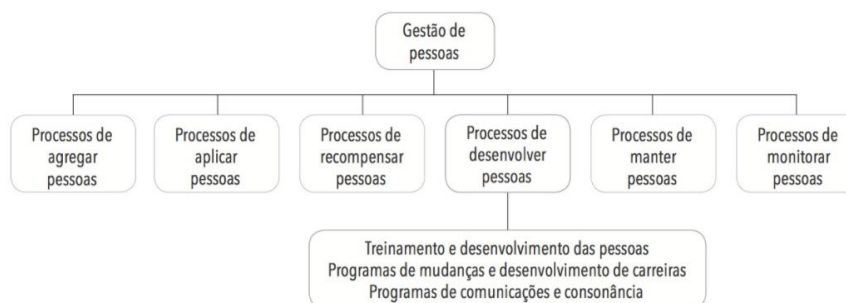 Gestão de
pessoas
Processos de
agregar
pessoas
Processos de
aplicar
pessoas
Processos de
recompensar
pessoas
Processos de
desenvolver
pessoas
Processos de
manter
pessoas
Processos de
monitorar
pessoas
Treinamento e desenvolvimento das pessoas
Programas de mudanças e desenvolvimento de carreiras
Programas de comunicações e consonância